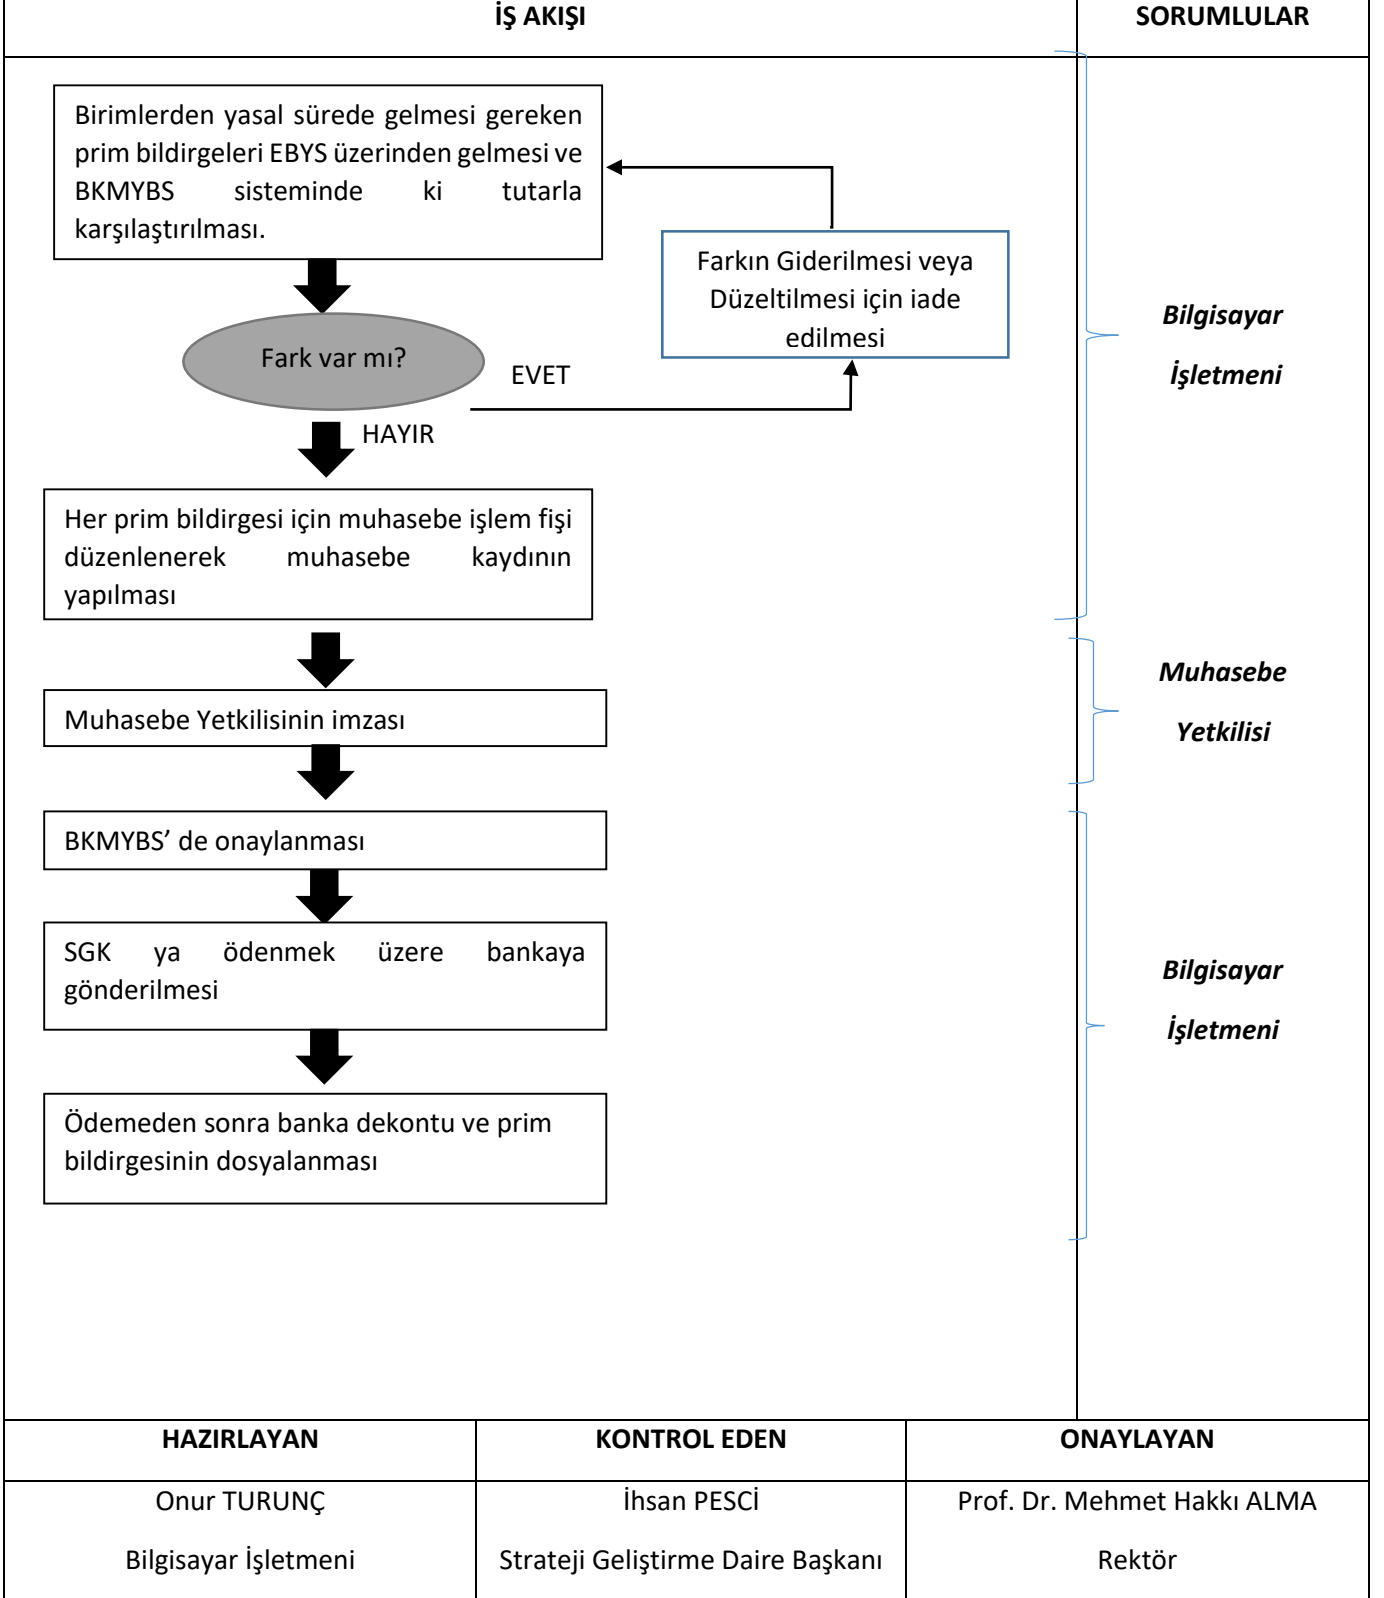 İŞ AKIŞI
SORUMLULAR
Birimlerden yasal sürede gelmesi gereken
prim bildirgeleri EBYS üzerinden gelmesi ve
BKMYBS sisteminde ki tutarla
karşılaştırılması.
Farkın Giderilmesi veya
Düzeltilmesi için iade
edilmesi
Fark var mı?
EVET
HAYIR
Her prim bildirgesi için muhasebe işlem fişi
düzenlenerek muhasebe kaydının
yapılması
Bilgisayar
İşletmeni
Muhasebe Yetkilisinin imzası
Muhasebe
Yetkilisi
BKMYBS’ de onaylanması
SGK ya ödenmek üzere bankaya
gönderilmesi
Ödemeden sonra banka dekontu ve prim
bildirgesinin dosyalanması
Bilgisayar
İşletmeni
HAZIRLAYAN
KONTROL EDEN
ONAYLAYAN
Onur TURUNÇ
İhsan PESCİ
Prof. Dr. Mehmet Hakkı ALMA
Bilgisayar İşletmeni
Strateji Geliştirme Daire Başkanı
Rektör